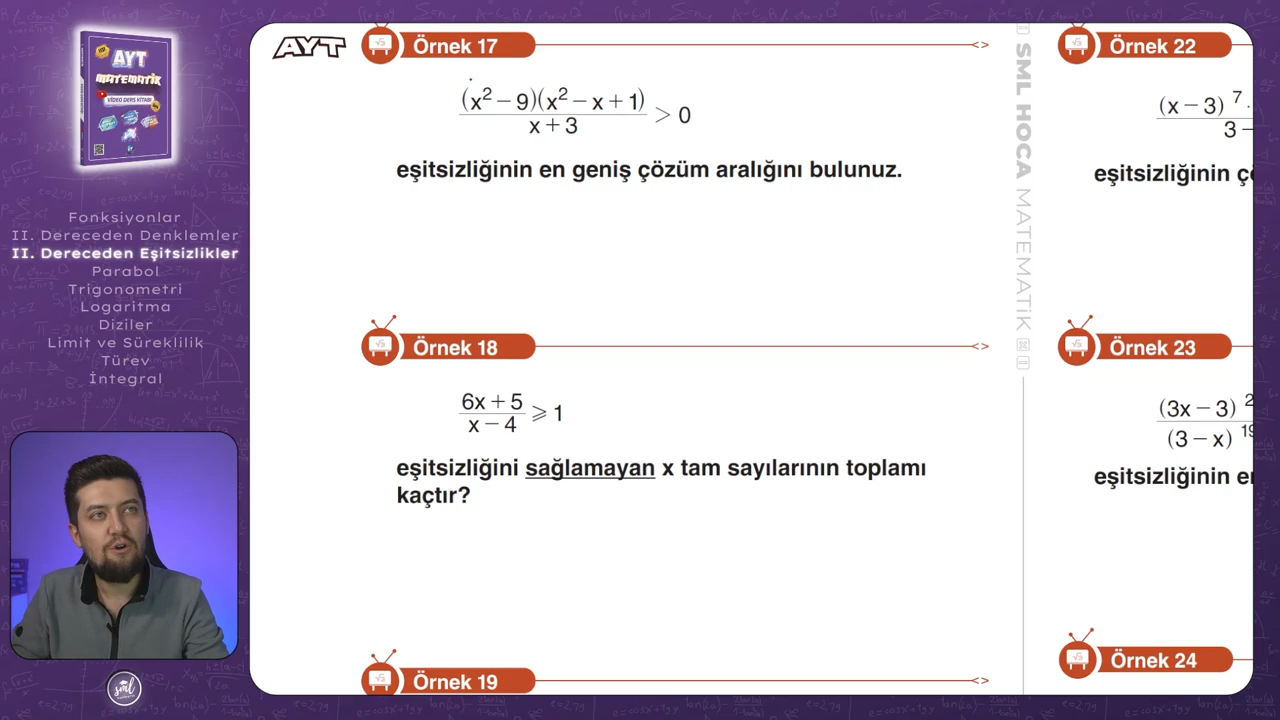 AYT
MATEMATİK
VİDEO DERS KİTABI
Fonksiyonlar
II. Dereceden Denklemler
II. Dereceden Eşitsizlikler
Parabol
Trigonometri
Logaritma
Diziler
Limit ve Süreklilik
Türev
İntegral
sml
AYT
Örnek 17
(x² − 9)(x² − x + 1)
x + 3
> 0
eşitsizliğinin en geniş çözüm aralığını bulunuz.
Örnek 18
6x + 5
x − 4
⩾ 1
eşitsizliğini sağlamayan x tam sayılarının toplamı
kaçtır?
Örnek 19
SML HOCA MATEMATİK
Örnek 22
(x − 3)⁷ ·
3 −
eşitsizliğinin ç
Örnek 23
(3x − 3)²
(3 − x)¹⁹
eşitsizliğinin e
Örnek 24